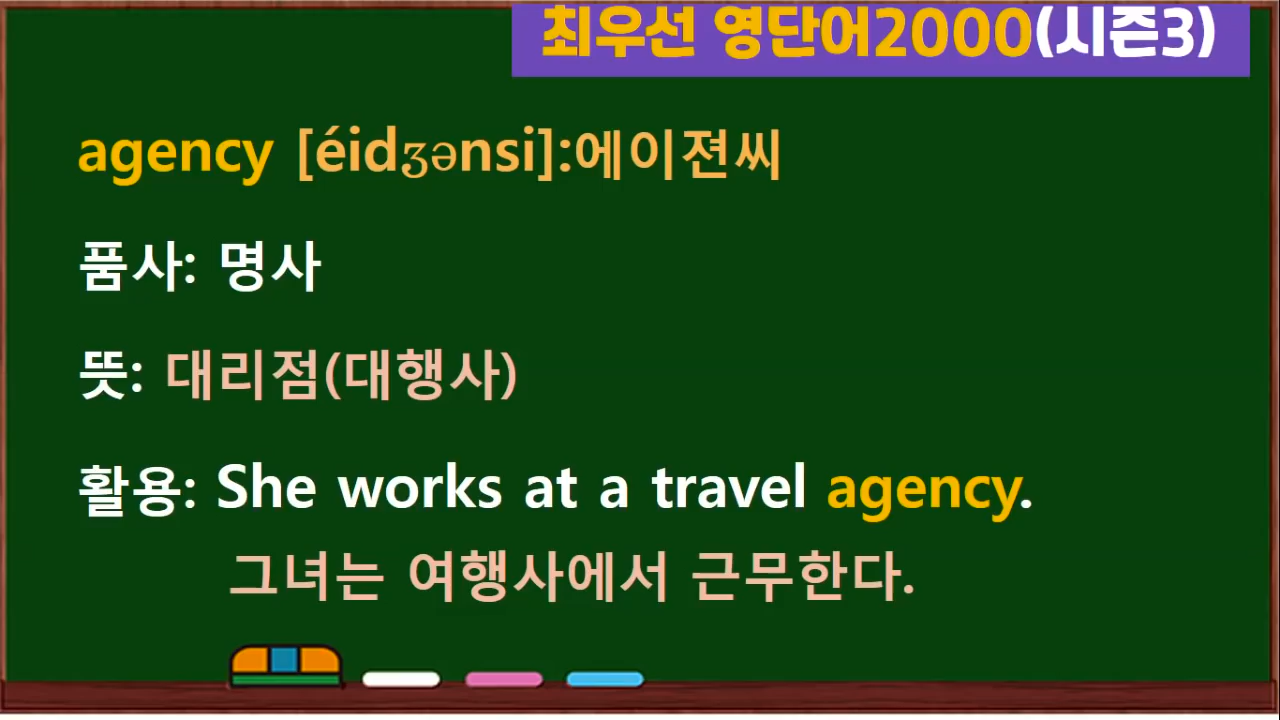 최우선 영단어2000(시즌3)
agency [éidʒənsi]:에이젼씨
품사: 명사
뜻: 대리점(대행사)
활용: She works at a travel agency.
그녀는 여행사에서 근무한다.